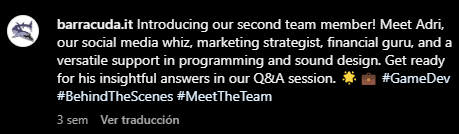 barracuda.it Introducing our second team member! Meet Adri,
our social media whiz, marketing strategist, financial guru, and a
versatile support in programming and sound design. Get ready
for his insightful answers in our Q&A session. 🌟 💼 #GameDev
#BehindTheScenes #MeetTheTeam
3 sem Ver traducción